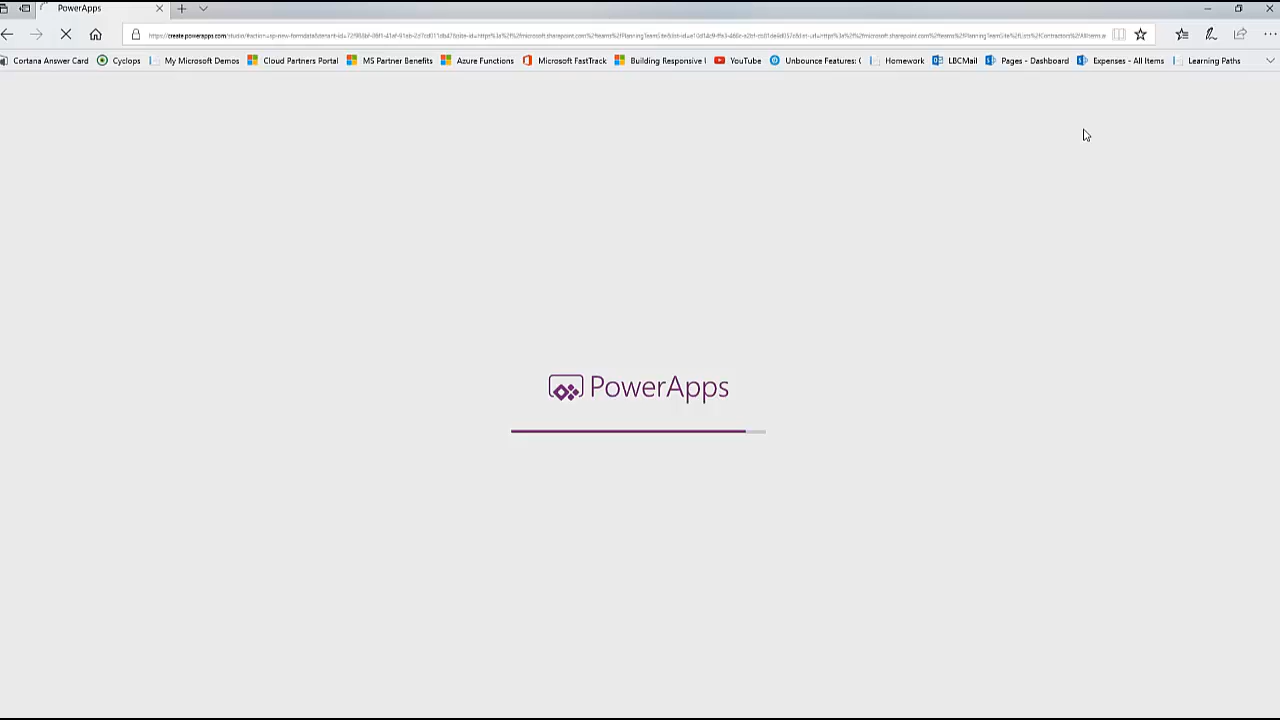 PowerApps
Cortana Answer Card Cyclops My Microsoft Demos Cloud Partners Portal MS Partner Benefits Azure Functions Microsoft FastTrack Building Responsive I YouTube Unbounce Features: ( Homework LBCMail Pages - Dashboard Expenses - All Items Learning Paths
PowerApps